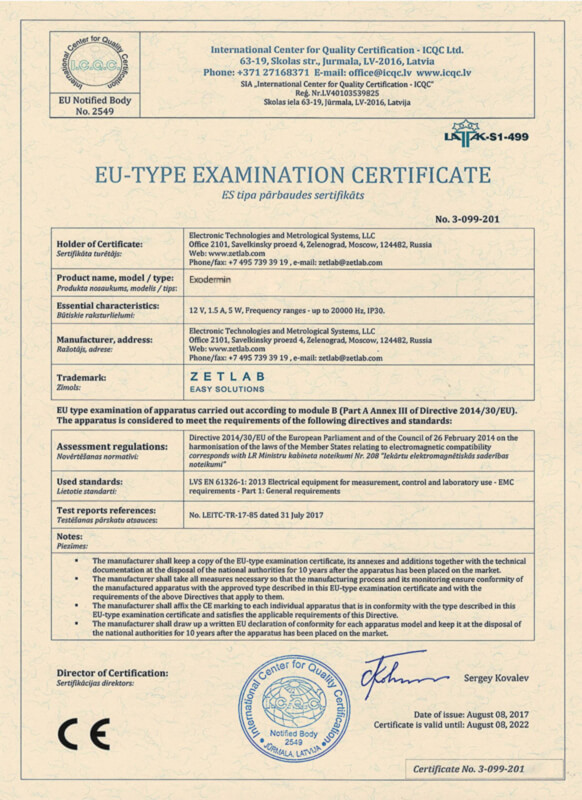 International Center for Quality Certification
I.C.Q.C.
EU Notified Body
No. 2549
International Center for Quality Certification - ICQC Ltd.
63-19, Skolas str., Jurmala, LV-2016, Latvia
Phone: +371 27168371 E-mail: office@icqc.lv www.icqc.lv
SIA „International Center for Quality Certification - ICQC"
Reģ. Nr.LV40103539825
Skolas iela 63-19, Jūrmala, LV-2016, Latvija
LATAK-S1-499
EU-TYPE EXAMINATION CERTIFICATE
ES tipa pārbaudes sertifikāts
No. 3-099-201
Holder of Certificate:
Sertifikāta turētājs:
Electronic Technologies and Metrological Systems, LLC
Office 2101, Savelkinsky proezd 4, Zelenograd, Moscow, 124482, Russia
Web: www.zetlab.com
Phone/fax: +7 495 739 39 19 , e-mail: zetlab@zetlab.com
Product name, model / type:
Produkta nosaukums, modelis / tips:
Exodermin
Essential characteristics:
Būtiskie raksturlielumi:
12 V, 1.5 A, 5 W, Frequency ranges - up to 20000 Hz, IP30.
Manufacturer, address:
Ražotājs, adrese:
Electronic Technologies and Metrological Systems, LLC
Office 2101, Savelkinsky proezd 4, Zelenograd, Moscow, 124482, Russia
Web: www.zetlab.com
Phone/fax: +7 495 739 39 19 , e-mail: zetlab@zetlab.com
Trademark:
Zīmols:
ZETLAB
EASY SOLUTIONS
EU type examination of apparatus carried out according to module B (Part A Annex III of Directive 2014/30/EU).
The apparatus is considered to meet the requirements of the following directives and standards:
Assessment regulations:
Novērtēšanas normatīvi:
Directive 2014/30/EU of the European Parliament and of the Council of 26 February 2014 on the
harmonisation of the laws of the Member States relating to electromagnetic compatibility
corresponds with LR Ministru kabineta noteikumi Nr. 208 "Iekārtu elektromagnētiskās saderības
noteikumi"
Used standards:
Lietotie standarti:
LVS EN 61326-1: 2013 Electrical equipment for measurement, control and laboratory use - EMC
requirements - Part 1: General requirements
Test reports references:
Testēšanas pārskatu atsauces:
No. LEITC-TR-17-85 dated 31 July 2017
Notes:
Piezīmes:
• The manufacturer shall keep a copy of the EU-type examination certificate, its annexes and additions together with the technical
documentation at the disposal of the national authorities for 10 years after the apparatus has been placed on the market.
• The manufacturer shall take all measures necessary so that the manufacturing process and its monitoring ensure conformity of
the manufactured apparatus with the approved type described in this EU-type examination certificate and with the
requirements of the above Directives that apply to them.
• The manufacturer shall affix the CE marking to each individual apparatus that is in conformity with the type described in this
EU-type examination certificate and satisfies the applicable requirements of this Directive.
• The manufacturer shall draw up a written EU declaration of conformity for each apparatus model and keep it at the disposal of
the national authorities for 10 years after the apparatus has been placed on the market.
Director of Certification:
Sertifikācijas direktors:
Sergey Kovalev
International Center for Quality Certification
I.C.Q.C.
Notified Body
2549
• JŪRMALA, LATVIJA •
CE
Date of issue: August 08, 2017
Certificate is valid until: August 08, 2022
Certificate No. 3-099-201